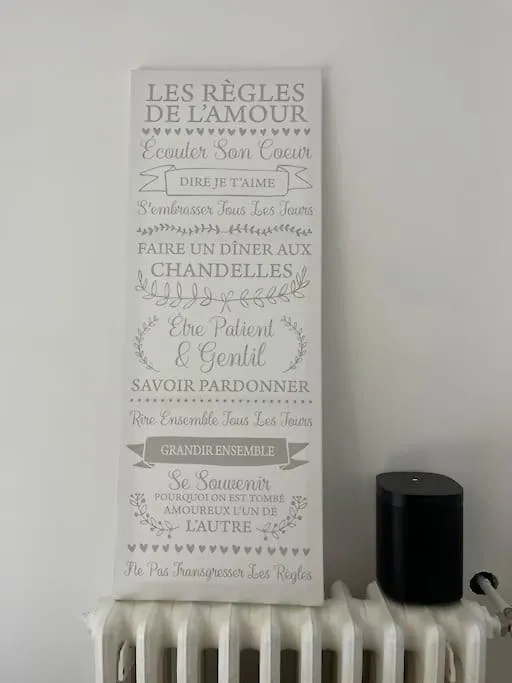 LES RÈGLES
DE L'AMOUR
Écouter Son Coeur
DIRE JE T'AIME
S'embrasser Tous Les Jours
FAIRE UN DÎNER AUX
CHANDELLES
Être Patient
& Gentil
SAVOIR PARDONNER
Rire Ensemble Tous Les Jours
GRANDIR ENSEMBLE
Se Souvenir
POURQUOI ON EST TOMBÉ
AMOUREUX L'UN DE
L'AUTRE
Ne Pas Transgresser Les Règles